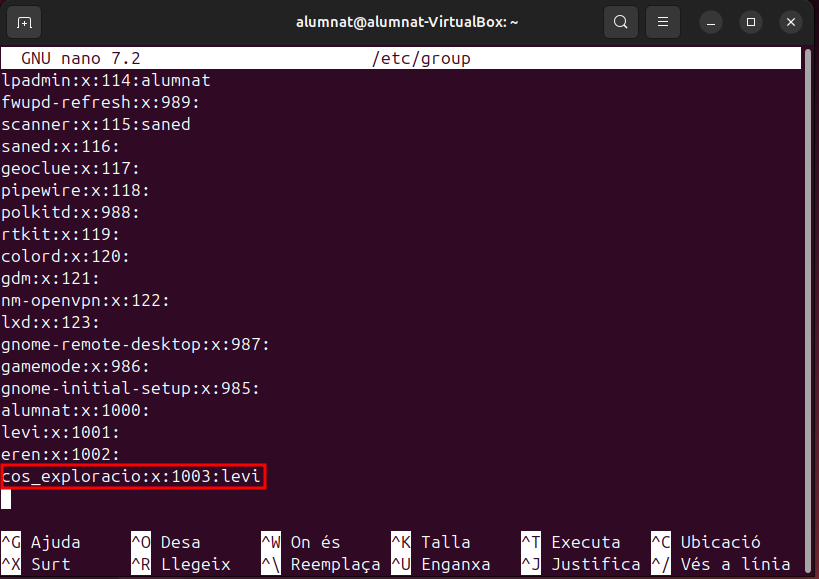 alumnat@alumnat-VirtualBox: ~
GNU nano 7.2 /etc/group
lpadmin:x:114:alumnat
fwupd-refresh:x:989:
scanner:x:115:saned
saned:x:116:
geoclue:x:117:
pipewire:x:118:
polkitd:x:988:
rtkit:x:119:
colord:x:120:
gdm:x:121:
nm-openvpn:x:122:
lxd:x:123:
gnome-remote-desktop:x:987:
gamemode:x:986:
gnome-initial-setup:x:985:
alumnat:x:1000:
levi:x:1001:
eren:x:1002:
cos_exploracio:x:1003:levi
^G Ajuda ^O Desa ^W On és ^K Talla ^T Executa ^C Ubicació
^X Surt ^R Llegeix ^\ Reemplaça ^U Enganxa ^J Justifica ^/ Vés a línia